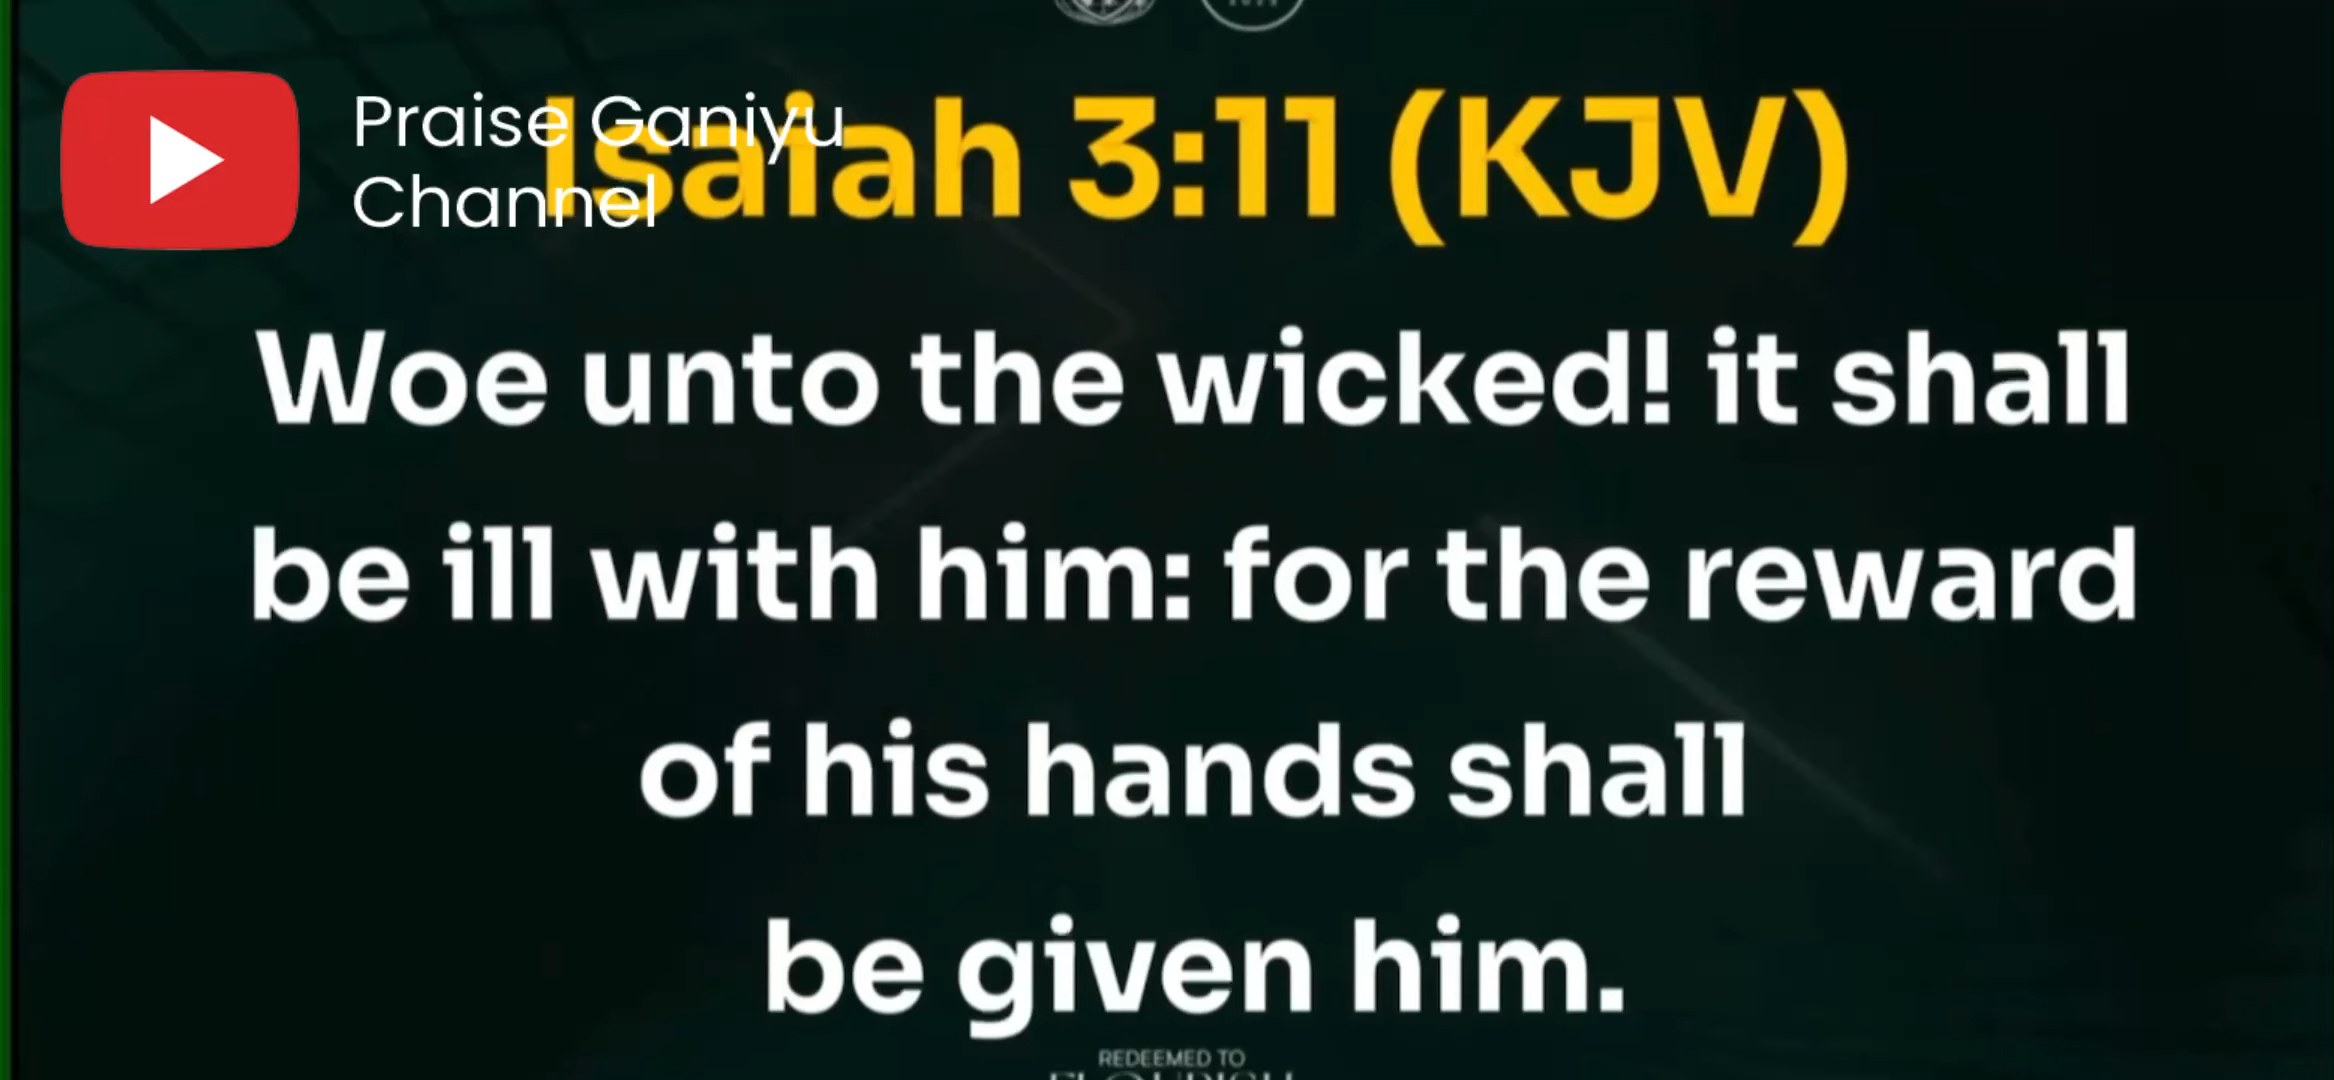 Praise Ganiyu
Channel
Isaiah 3:11 (KJV)
Woe unto the wicked! it shall
be ill with him: for the reward
of his hands shall
be given him.
REDEEMED TO